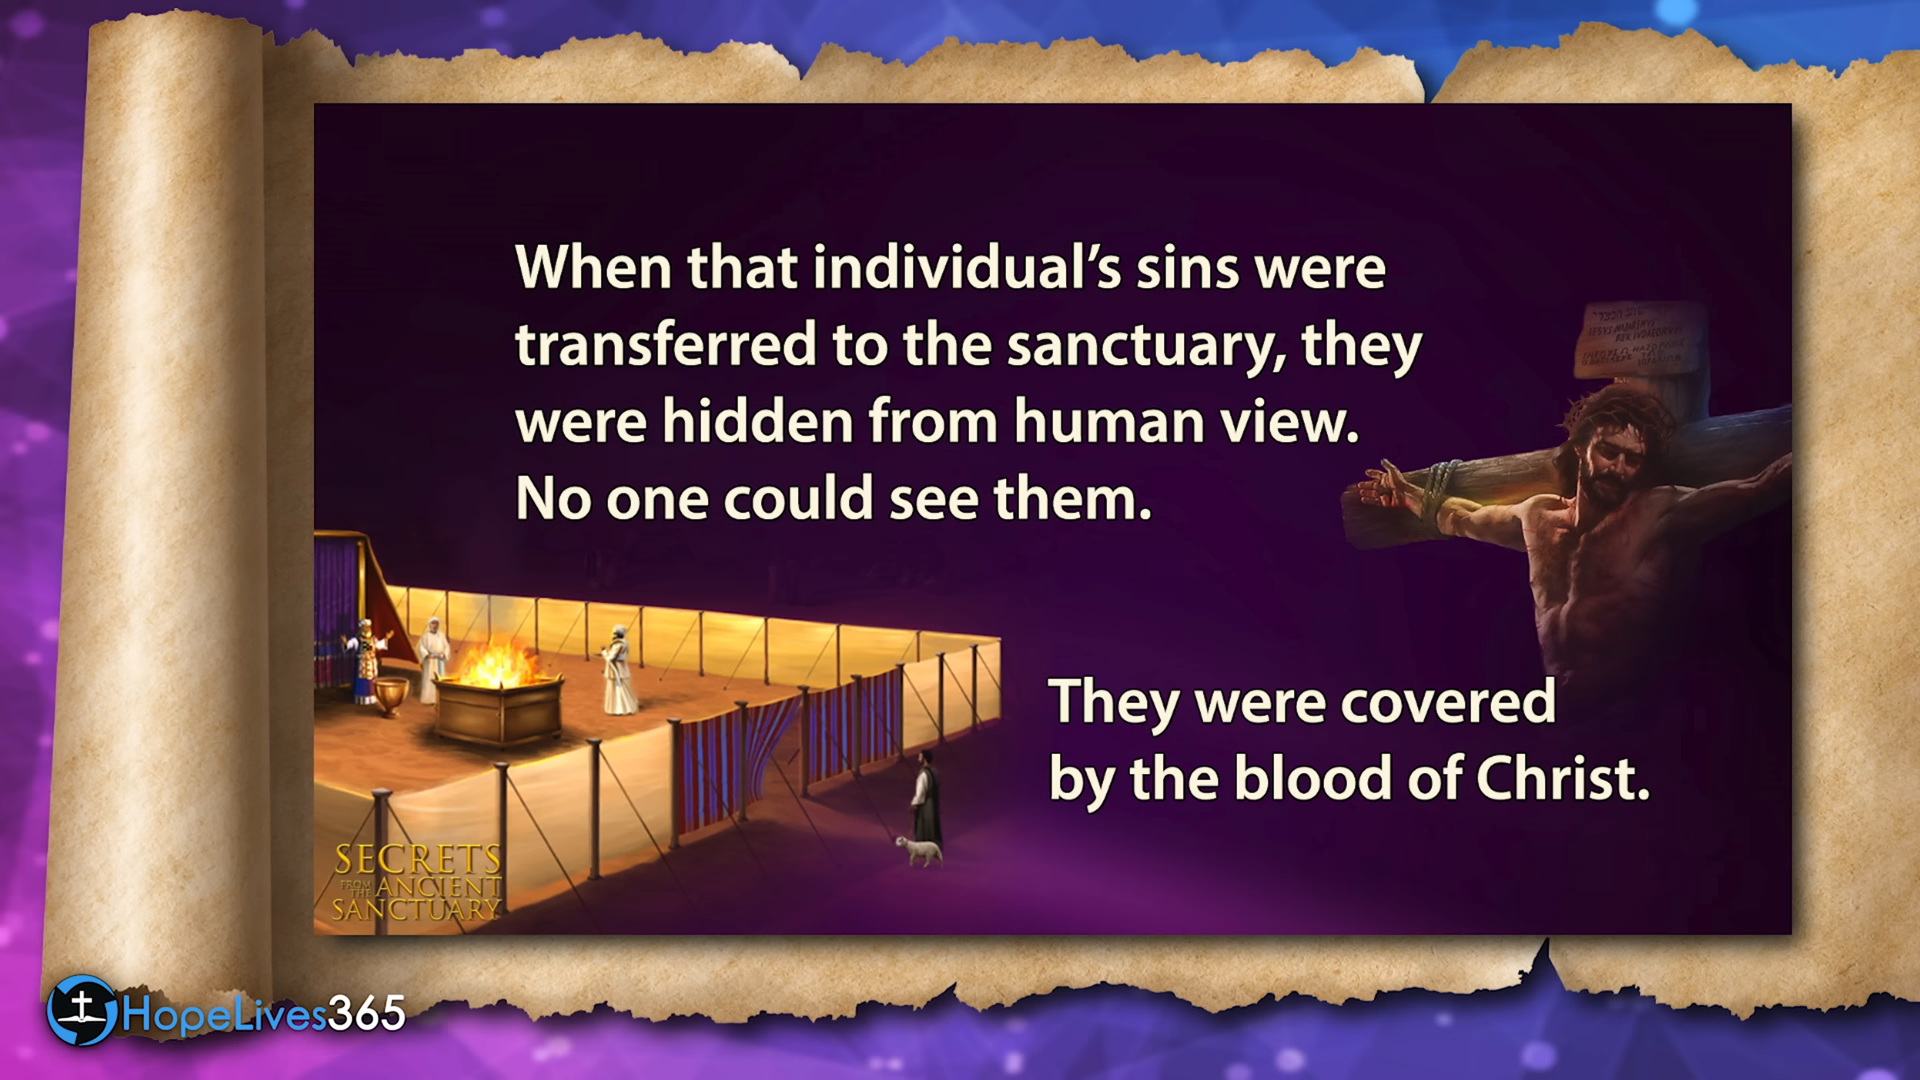 When that individual’s sins were
transferred to the sanctuary, they
were hidden from human view.
No one could see them.
They were covered
by the blood of Christ.
SECRETS
FROM THE ANCIENT
SANCTUARY
HopeLives365